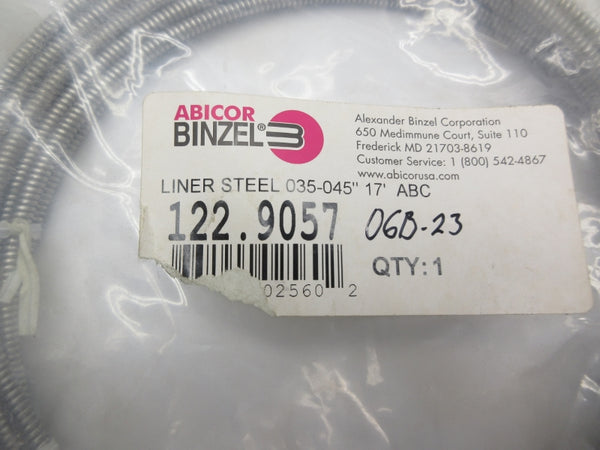 ABICOR
BINZEL®
Alexander Binzel Corporation
650 Medimmune Court, Suite 110
Frederick MD 21703-8619
Customer Service: 1 (800) 542-4867
www.abicorusa.com
LINER STEEL 035-045" 17' ABC
122.9057 06B-23
QTY:1
02560 2